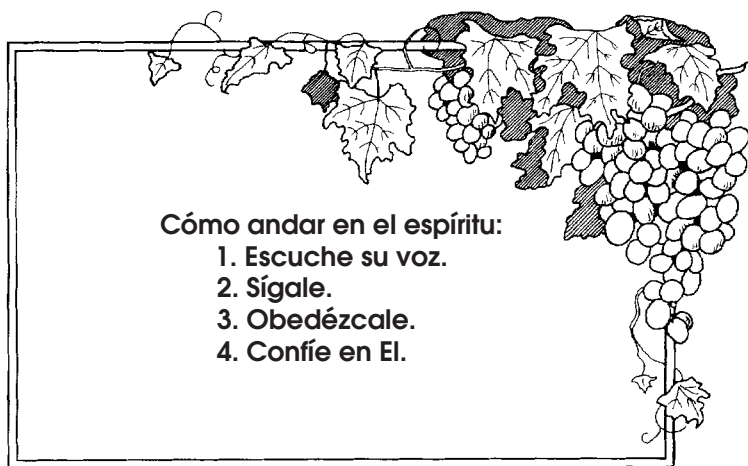 Cómo andar en el espíritu:
1. Escuche su voz.
2. Sígale.
3. Obedézcale.
4. Confíe en El.